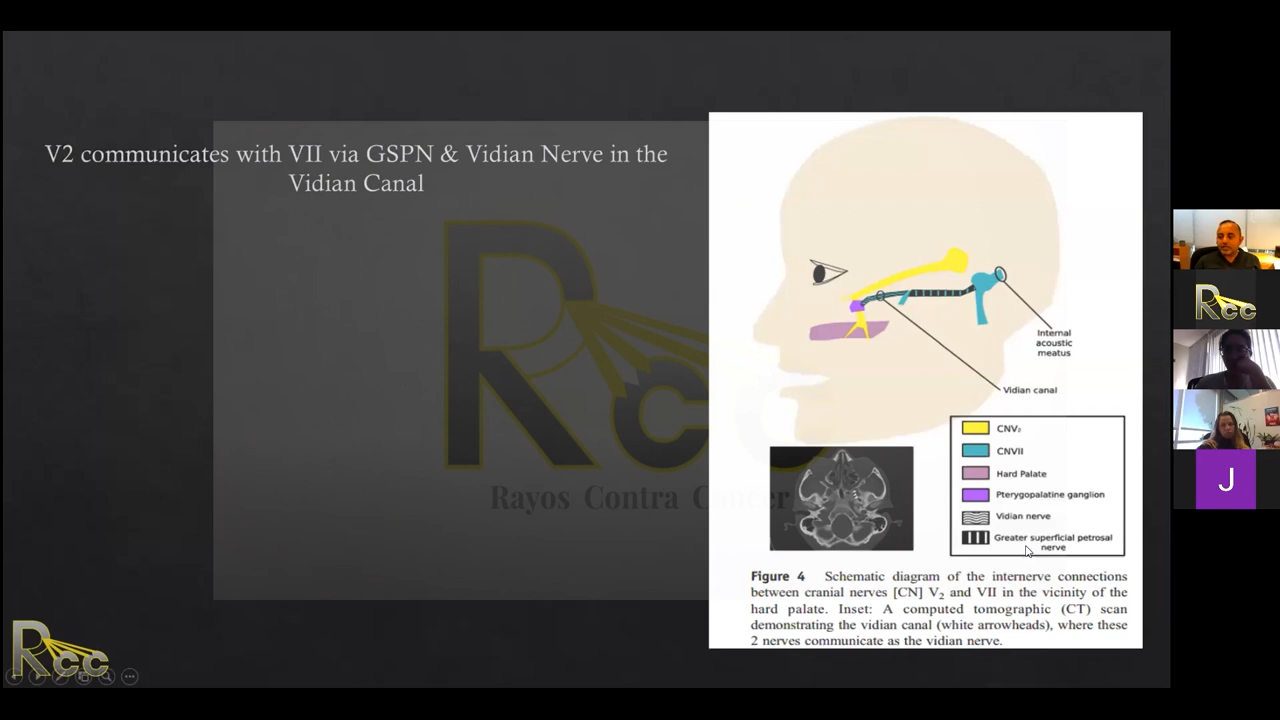 V2 communicates with VII via GSPN & Vidian Nerve in the
Vidian Canal
Rcc
Rayos Contra Cancer
Internal
acoustic
meatus
Vidian canal
CNV₂
CNVII
Hard Palate
Pterygopalatine ganglion
Vidian nerve
Greater superficial petrosal
nerve
Figure 4 Schematic diagram of the internerve connections
between cranial nerves [CN] V₂ and VII in the vicinity of the
hard palate. Inset: A computed tomographic (CT) scan
demonstrating the vidian canal (white arrowheads), where these
2 nerves communicate as the vidian nerve.
Rcc
Rcc
J